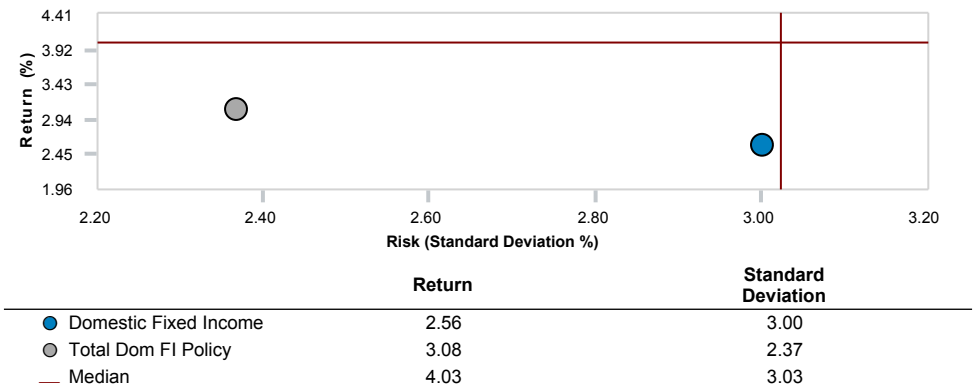 4.41
3.92
3.43
2.94
2.45
1.96
Return (%)
2.20 2.40 2.60 2.80 3.00 3.20
Risk (Standard Deviation %)
Return Standard Deviation
Domestic Fixed Income 2.56 3.00
Total Dom FI Policy 3.08 2.37
Median 4.03 3.03